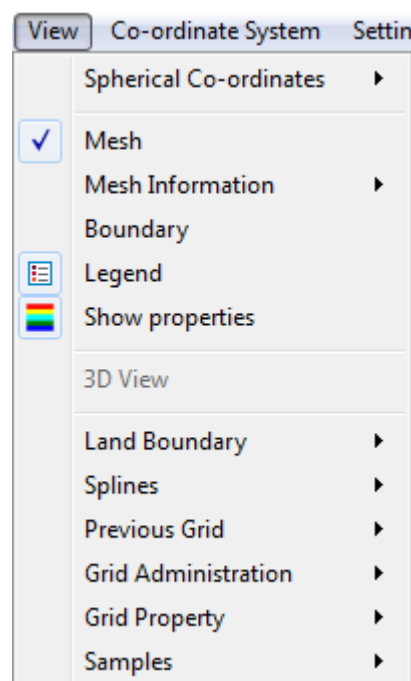 View Co-ordinate System Settin
Spherical Co-ordinates
Mesh
Mesh Information
Boundary
Legend
Show properties
3D View
Land Boundary
Splines
Previous Grid
Grid Administration
Grid Property
Samples